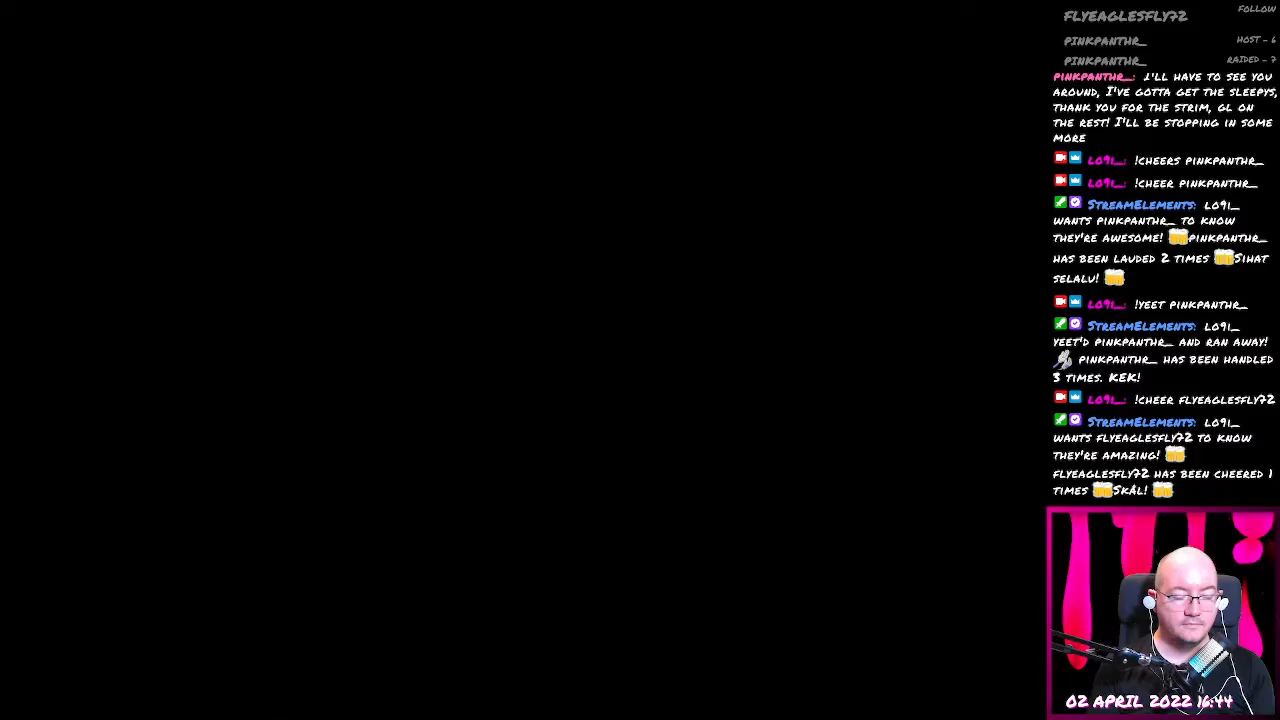 FLYEAGLESFLY72 FOLLOW
PINKPANTHR_ HOST - 6
PINKPANTHR_ RAIDED - 7
PINKPANTHR_: I'LL HAVE TO SEE YOU
AROUND, I'VE GOTTA GET THE SLEEPYS,
THANK YOU FOR THE STRIM, GL ON
THE REST! I'LL BE STOPPING IN SOME
MORE
LO9I_: !CHEERS PINKPANTHR_
LO9I_: !CHEER PINKPANTHR_
STREAMELEMENTS: LO9I_
WANTS PINKPANTHR_ TO KNOW
THEY'RE AWESOME! PINKPANTHR_
HAS BEEN LAUDED 2 TIMES SIHAT
SELALU!
LO9I_: !YEET PINKPANTHR_
STREAMELEMENTS: LO9I_
YEET'D PINKPANTHR_ AND RAN AWAY!
PINKPANTHR_ HAS BEEN HANDLED
3 TIMES. KEK!
LO9I_: !CHEER FLYEAGLESFLY72
STREAMELEMENTS: LO9I_
WANTS FLYEAGLESFLY72 TO KNOW
THEY'RE AMAZING!
FLYEAGLESFLY72 HAS BEEN CHEERED 1
TIMES SKÅL!
02 APRIL 2022 16:44